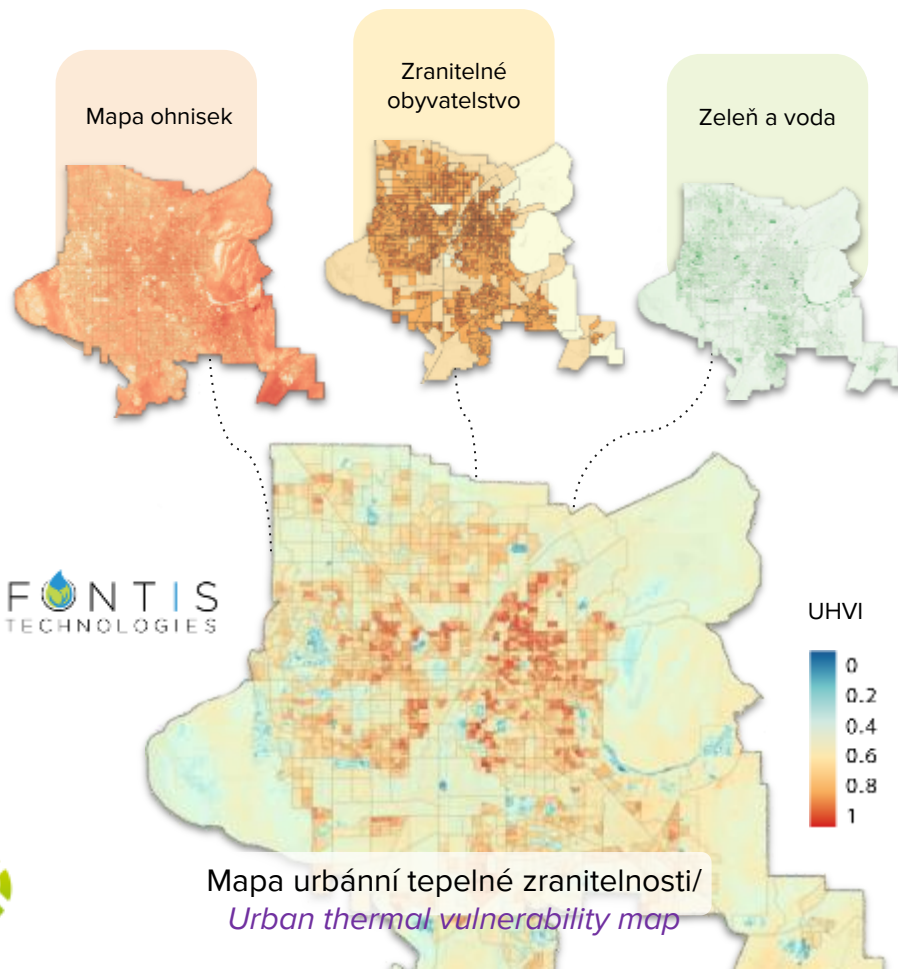 Mapa ohnisek
Zranitelné
obyvatelstvo
Zeleň a voda
FONTIS
TECHNOLOGIES
UHVI
0
0.2
0.4
0.6
0.8
1
Mapa urbánní tepelné zranitelnosti/
Urban thermal vulnerability map